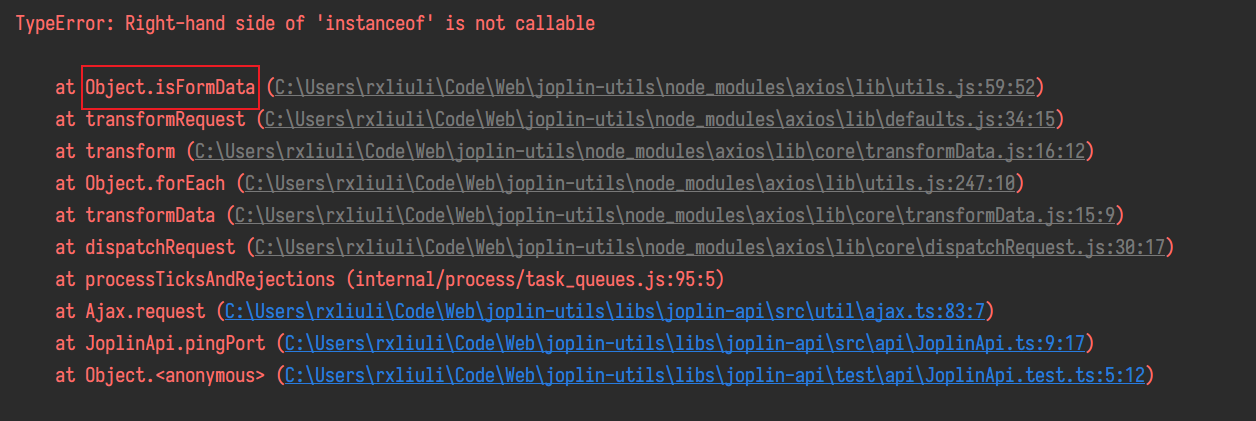 TypeError: Right-hand side of 'instanceof' is not callable
at Object.isFormData (C:\Users\rxliuli\Code\Web\joplin-utils\node_modules\axios\lib\utils.js:59:52)
at transformRequest (C:\Users\rxliuli\Code\Web\joplin-utils\node_modules\axios\lib\defaults.js:34:15)
at transform (C:\Users\rxliuli\Code\Web\joplin-utils\node_modules\axios\lib\core\transformData.js:16:12)
at Object.forEach (C:\Users\rxliuli\Code\Web\joplin-utils\node_modules\axios\lib\utils.js:247:10)
at transformData (C:\Users\rxliuli\Code\Web\joplin-utils\node_modules\axios\lib\core\transformData.js:15:9)
at dispatchRequest (C:\Users\rxliuli\Code\Web\joplin-utils\node_modules\axios\lib\core\dispatchRequest.js:30:17)
at processTicksAndRejections (internal/process/task_queues.js:95:5)
at Ajax.request (C:\Users\rxliuli\Code\Web\joplin-utils\libs\joplin-api\src\util\ajax.ts:83:7)
at JoplinApi.pingPort (C:\Users\rxliuli\Code\Web\joplin-utils\libs\joplin-api\src\api\JoplinApi.ts:9:17)
at Object.<anonymous> (C:\Users\rxliuli\Code\Web\joplin-utils\libs\joplin-api\test\api\JoplinApi.test.ts:5:12)